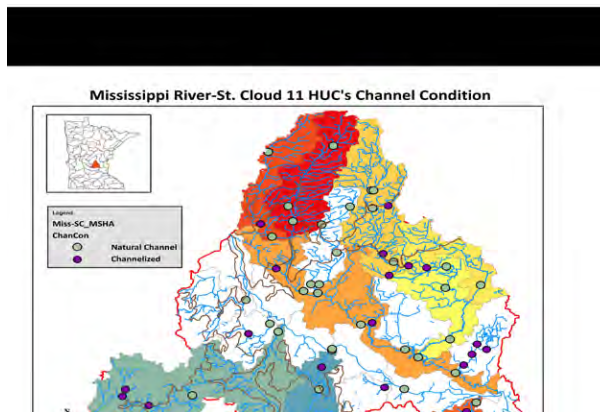 Mississippi River-St. Cloud 11 HUC's Channel Condition
Legend
Miss-SC_MSHA
ChanCon
Natural Channel
Channelized